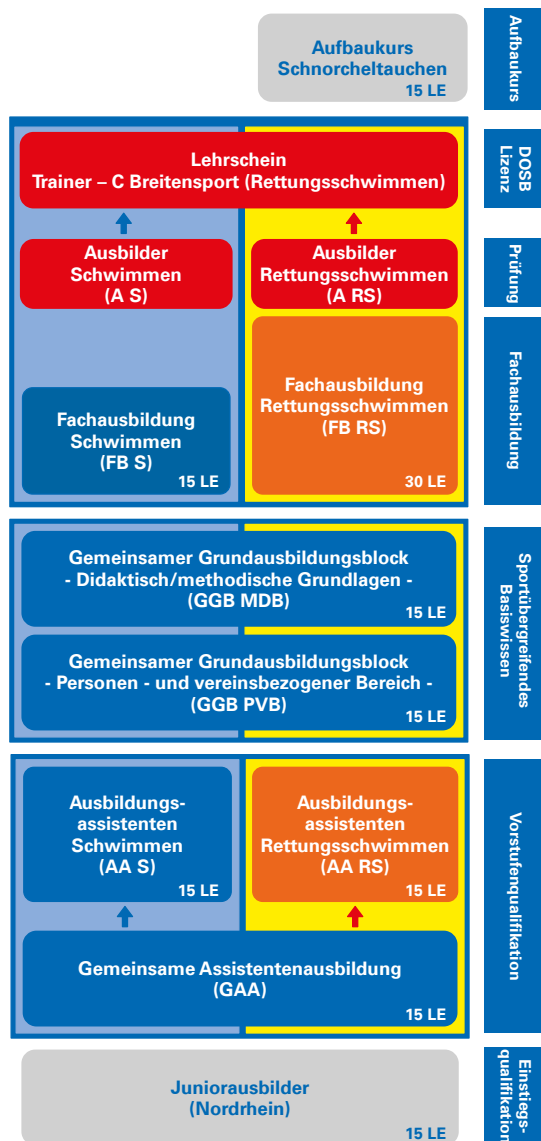 Aufbaukurs
Schnorcheltauchen
15 LE
Aufbaukurs
Lehrschein
Trainer – C Breitensport (Rettungsschwimmen)
DOSB
Lizenz
Ausbilder
Schwimmen
(A S)
Ausbilder
Rettungsschwimmen
(A RS)
Prüfung
Fachausbildung
Schwimmen
(FB S)
15 LE
Fachausbildung
Rettungsschwimmen
(FB RS)
30 LE
Fachausbildung
Gemeinsamer Grundausbildungsblock
- Didaktisch/methodische Grundlagen -
(GGB MDB)
15 LE
Gemeinsamer Grundausbildungsblock
- Personen - und vereinsbezogener Bereich -
(GGB PVB)
15 LE
Sportübergreifendes
Basiswissen
Ausbildungs-
assistenten
Schwimmen
(AA S)
15 LE
Ausbildungs-
assistenten
Rettungsschwimmen
(AA RS)
15 LE
Gemeinsame Assistentenausbildung
(GAA)
15 LE
Vorstufenqualifikation
Juniorausbilder
(Nordrhein)
15 LE
Einstiegs-
qualifikation